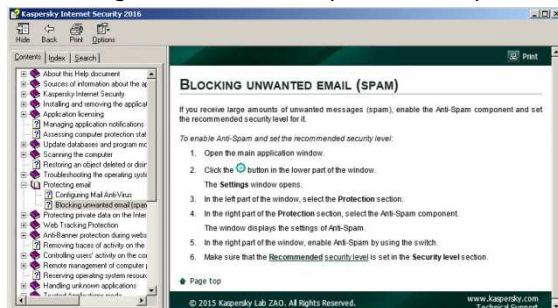 Kaspersky Internet Security 2016
Hide Back Print Options
Contents Index Search
About this Help document
Sources of information about the ap
Kaspersky Internet Security
Installing and removing the applicat
Application licensing
Managing application notifications
Assessing computer protection stat
Update databases and program mo
Scanning the computer
Restoring an object deleted or disin
Troubleshooting the operating syste
Protecting email
Configuring Mail Anti-Virus
Blocking unwanted email (spam
Protecting private data on the Inter
Web Tracking Protection
Anti-Banner protection during webs
Removing traces of activity on the
Controlling users' activity on the co
Remote management of computer p
Reserving operating system resourc
Handling unknown applications
Trusted Applications mode
Print
BLOCKING UNWANTED EMAIL (SPAM)
If you receive large amounts of unwanted messages (spam), enable the Anti-Spam component and set
the recommended security level for it.
To enable Anti-Spam and set the recommended security level:
1. Open the main application window.
2. Click the button in the lower part of the window.
The Settings window opens.
3. In the left part of the window, select the Protection section.
4. In the right part of the Protection section, select the Anti-Spam component.
The window displays the settings of Anti-Spam.
5. In the right part of the window, enable Anti-Spam by using the switch.
6. Make sure that the Recommended security level is set in the Security level section.
Page top
© 2015 Kaspersky Lab ZAO. All Rights Reserved.
www.kaspersky.com
Technical Support